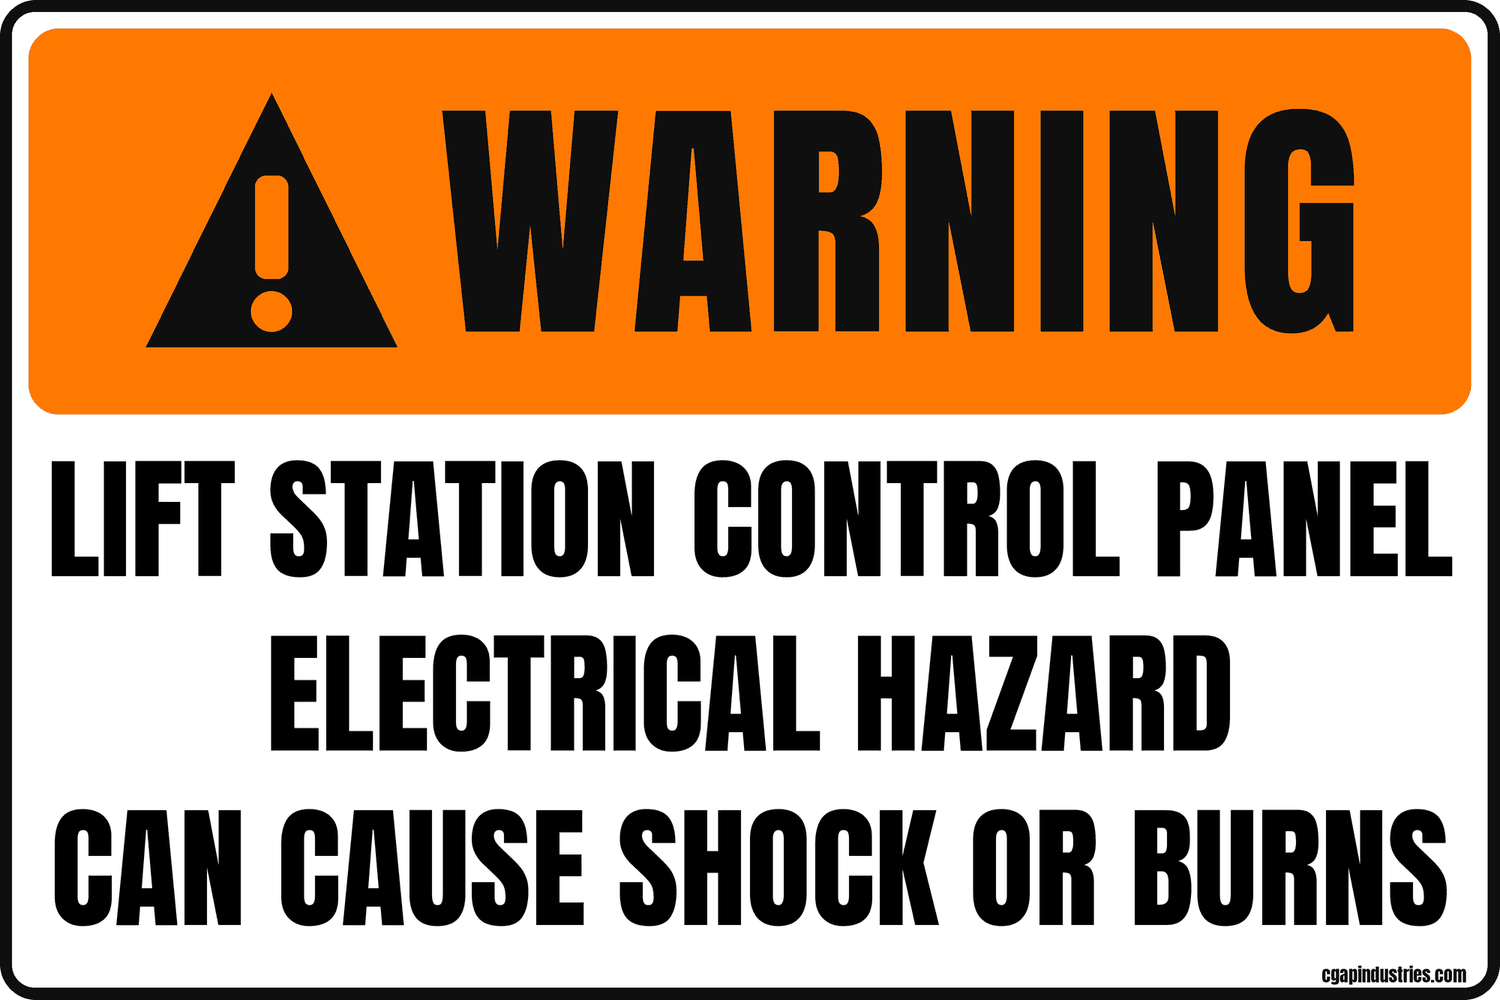 WARNING
LIFT STATION CONTROL PANEL
ELECTRICAL HAZARD
CAN CAUSE SHOCK OR BURNS
cgapindustries.com